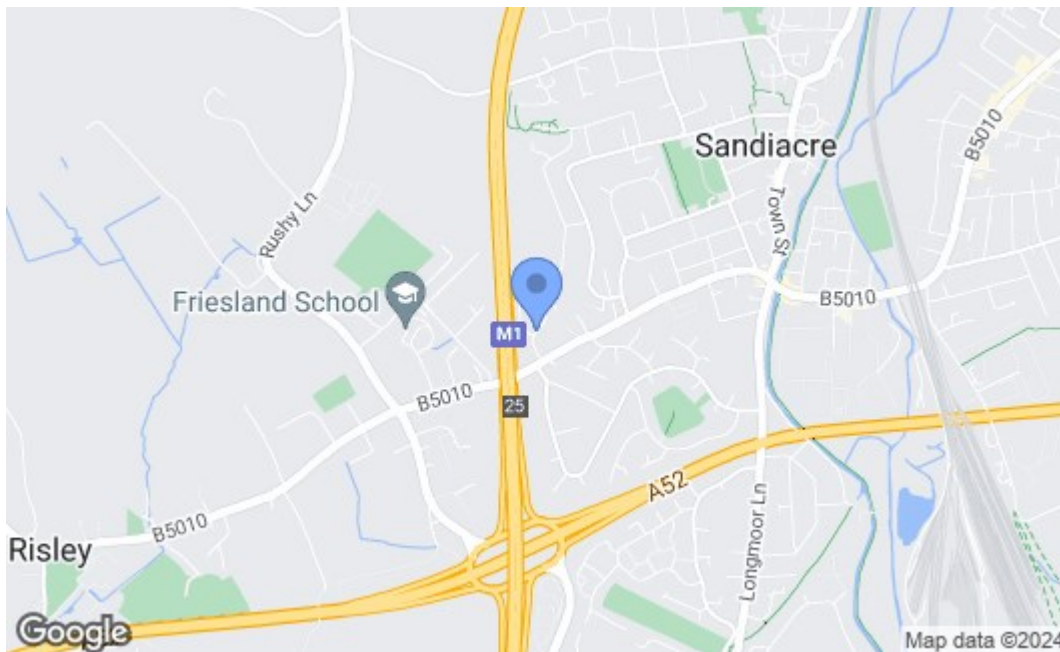 Sandiacre
B5010
Rushy Ln
Town St
Friesland School
B5010
M1
B5010
25
A52
Longmoor Ln
B5010
Risley
Google
Map data ©2024